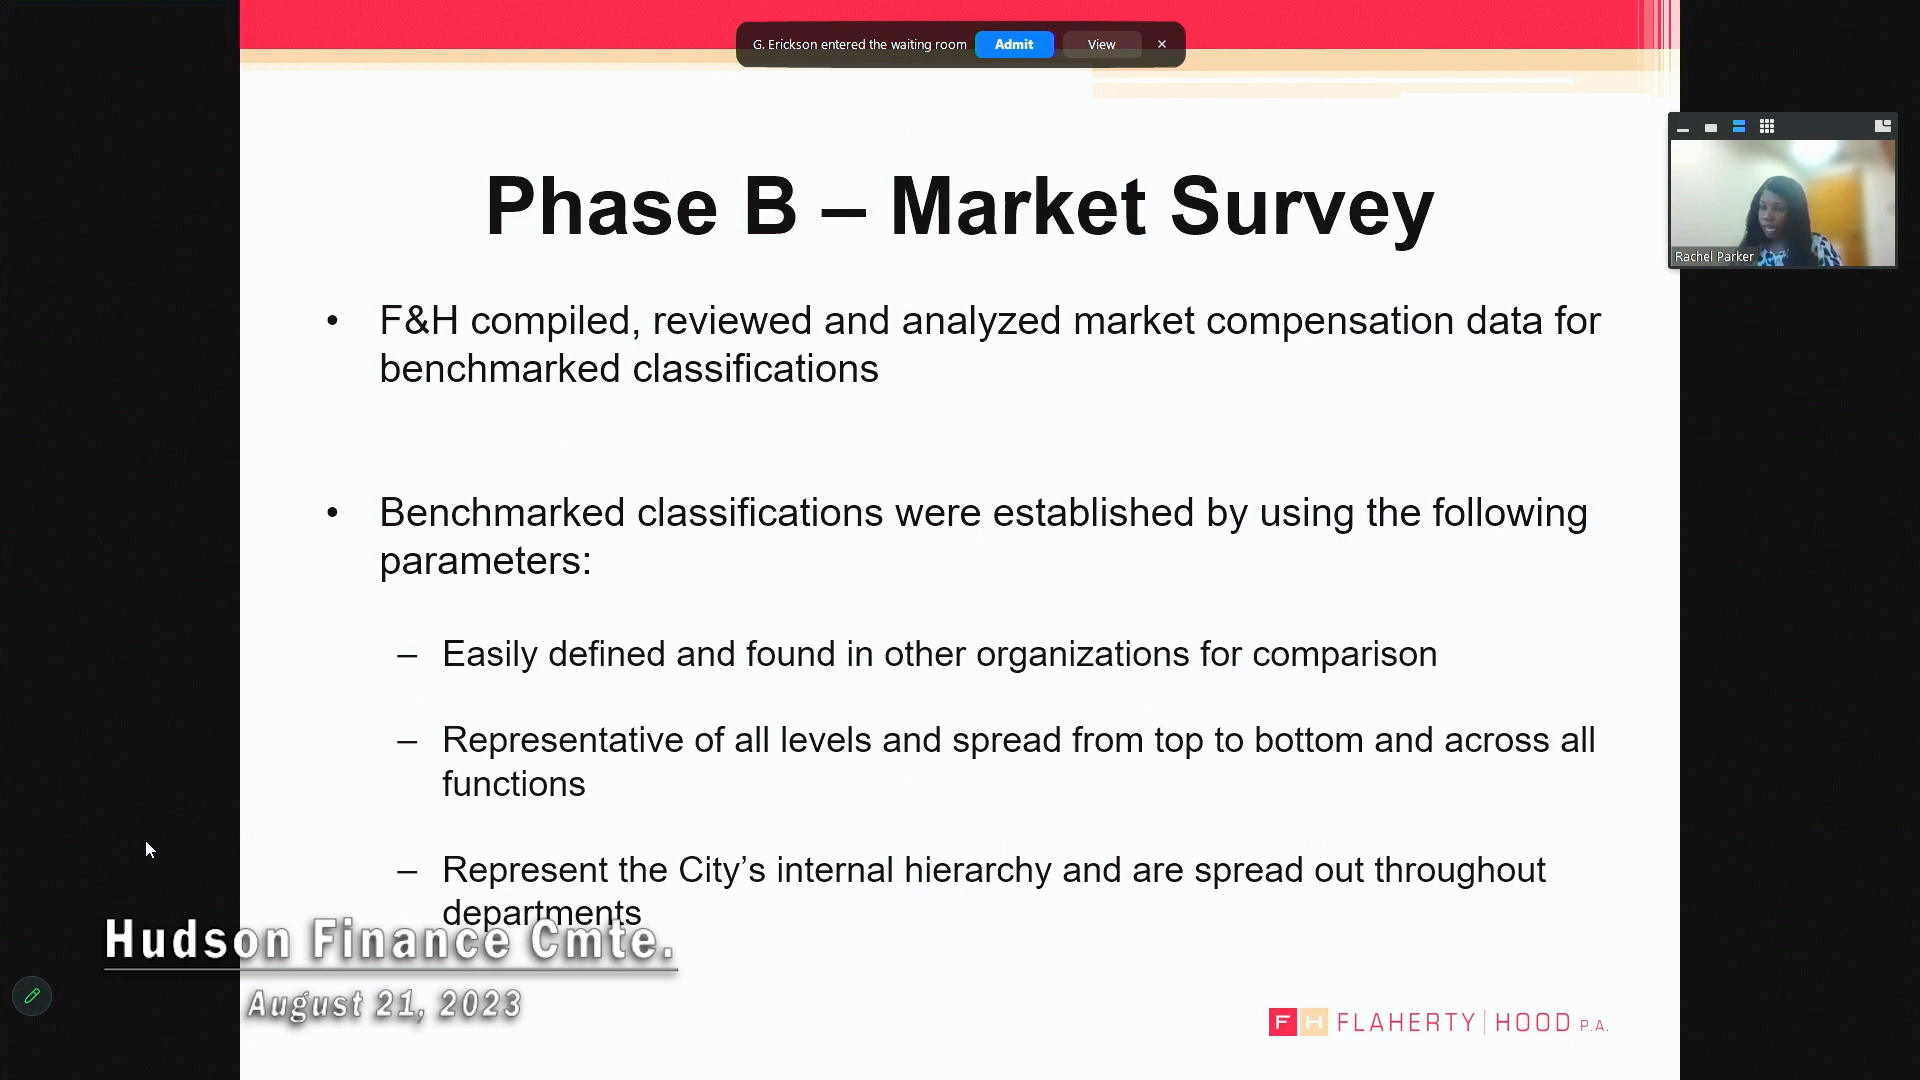 G. Erickson entered the waiting room Admit View
Phase B – Market Survey
Rachel Parker
• F&H compiled, reviewed and analyzed market compensation data for
benchmarked classifications
• Benchmarked classifications were established by using the following
parameters:
– Easily defined and found in other organizations for comparison
– Representative of all levels and spread from top to bottom and across all
functions
– Represent the City’s internal hierarchy and are spread out throughout
departments
Hudson Finance Cmte.
August 21, 2023
FH FLAHERTY | HOOD P.A.